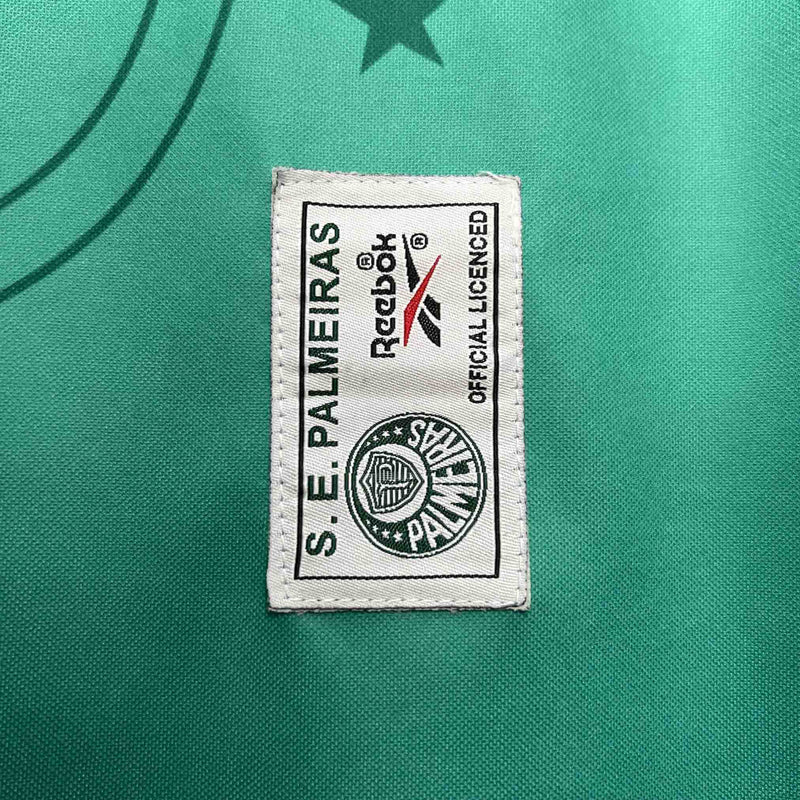 S. E. PALMEIRAS
PALMEIRAS
Reebok®
®
OFFICIAL LICENCED